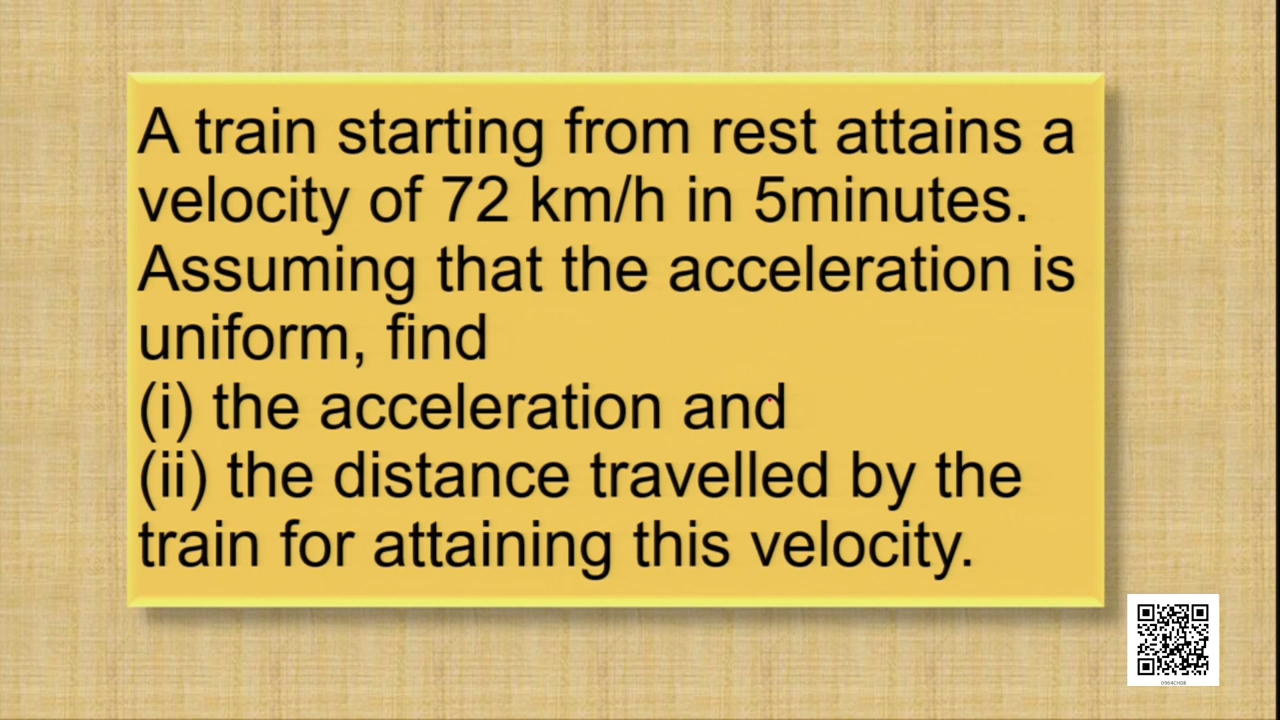 A train starting from rest attains a
velocity of 72 km/h in 5minutes.
Assuming that the acceleration is
uniform, find
(i) the acceleration and
(ii) the distance travelled by the
train for attaining this velocity.
0964CH08